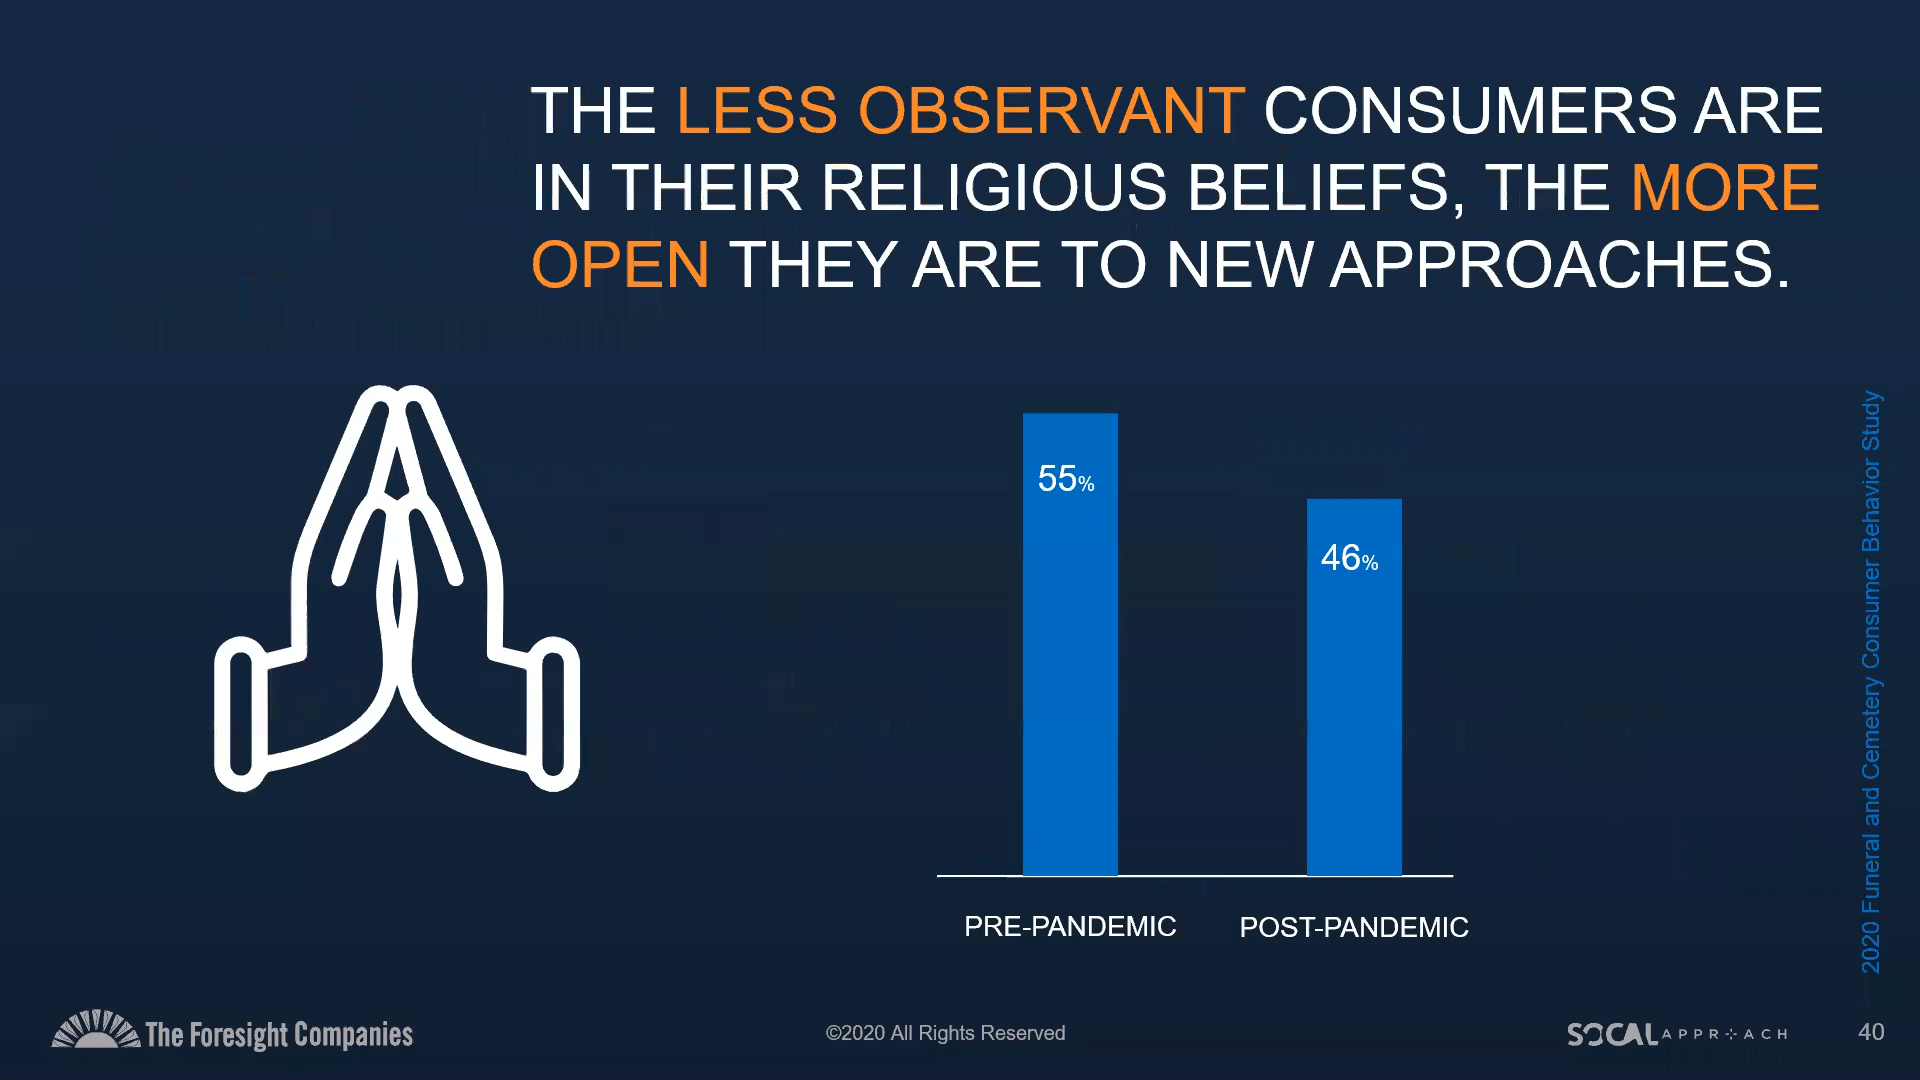 THE LESS OBSERVANT CONSUMERS ARE
IN THEIR RELIGIOUS BELIEFS, THE MORE
OPEN THEY ARE TO NEW APPROACHES.
55%
46%
PRE-PANDEMIC
POST-PANDEMIC
2020 Funeral and Cemetery Consumer Behavior Study
The Foresight Companies
©2020 All Rights Reserved
SOCAL APPROACH
40